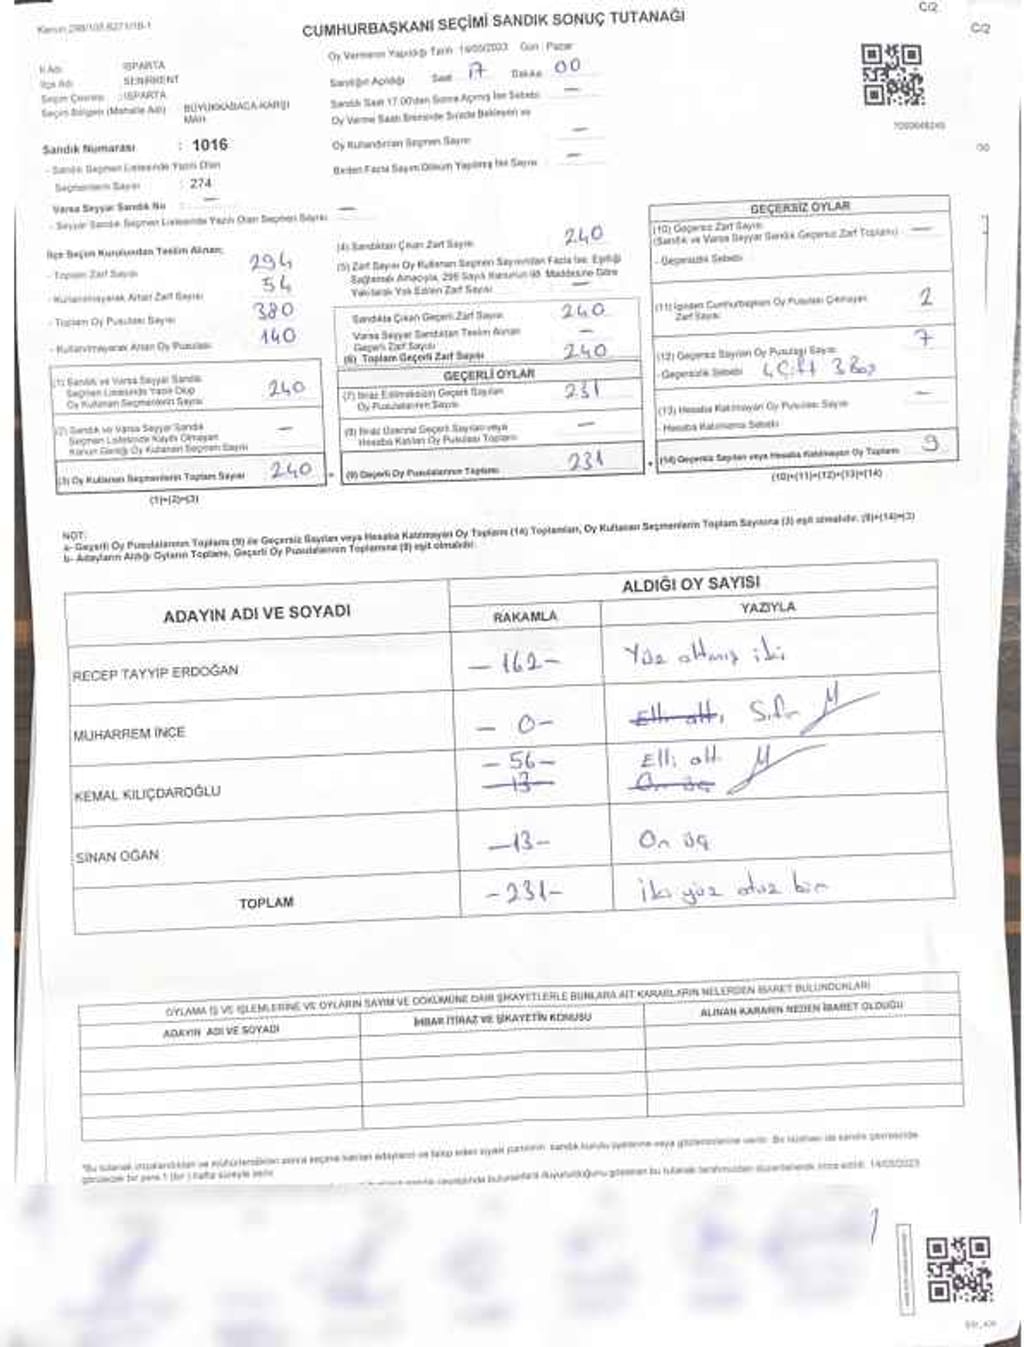 Kanun:298/105,6271/18-1
CUMHURBAŞKANI SEÇİMİ SANDIK SONUÇ TUTANAĞI
C/2
C/2
İl Adı : ISPARTA
İlçe Adı : SENİRKENT
Seçim Çevresi : ISPARTA
Seçim Bölgesi (Mahalle Adı) : BÜYÜKKABACA-KARŞI MAH.
Sandık Numarası : 1016
- Sandık Seçmen Listesinde Yazılı Olan
Seçmenlerin Sayısı : 274
Varsa Seyyar Sandık No : —
- Seyyar Sandık Seçmen Listesinde Yazılı Olan Seçmen Sayısı : —
Oy Vermenin Yapıldığı Tarih : 14/05/2023 Gün : Pazar
Sandığın Açıldığı Saat : 17 Dakika : 00
Sandık Saat 17.00'den Sonra Açılmış İse Sebebi : —
Oy Verme Saati Bitiminde Sırada Bekleyen ve
Oy Kullandırılan Seçmen Sayısı : —
Birden Fazla Sayım Döküm Yapılmış İse Sayısı : —
İlçe Seçim Kurulundan Teslim Alınan;
- Toplam Zarf Sayısı : 294
- Kullanılmayarak Artan Zarf Sayısı : 54
- Toplam Oy Pusulası Sayısı : 380
- Kullanılmayarak Artan Oy Pusulası : 140
(1) Sandık ve Varsa Seyyar Sandık
Seçmen Listesinde Yazılı Olup
Oy Kullanan Seçmenlerin Sayısı 240
(2) Sandık ve Varsa Seyyar Sandık
Seçmen Listesinde Kaydı Olmayan
Kanun Gereği Oy Kullanan Seçmen Sayısı —
(3) Oy Kullanan Seçmenlerin Toplam Sayısı 240
(1)+(2)=(3)
(4) Sandıktan Çıkan Zarf Sayısı 240
(5) Zarf Sayısı Oy Kullanan Seçmen Sayısından Fazla İse, Eşitliği
Sağlamak Amacıyla, 298 Sayılı Kanunun 98. Maddesine Göre
Yakılarak Yok Edilen Zarf Sayısı —
Sandıkta Çıkan Geçerli Zarf Sayısı 240
Varsa Seyyar Sandıktan Teslim Alınan
Geçerli Zarf Sayısı —
(6) Toplam Geçerli Zarf Sayısı 240
GEÇERLİ OYLAR
(7) İtiraz Edilmeksizin Geçerli Sayılan
Oy Pusulalarının Sayısı 231
(8) İtiraz Üzerine Geçerli Sayılan veya
Hesaba Katılan Oy Pusulası Toplamı —
(9) Geçerli Oy Pusulalarının Toplamı 231
GEÇERSİZ OYLAR
(10) Geçersiz Zarf Sayısı
(Sandık ve Varsa Seyyar Sandık Geçersiz Zarf Toplamı) —
- Geçersizlik Sebebi :
(11) İçinden Cumhurbaşkanı Oy Pusulası Çıkmayan
Zarf Sayısı 2
(12) Geçersiz Sayılan Oy Pusulası Sayısı 7
- Geçersizlik Sebebi : 4 Çift 3 Boş
(13) Hesaba Katılmayan Oy Pusulası Sayısı —
- Hesaba Katılmama Sebebi :
(14) Geçersiz Sayılan veya Hesaba Katılmayan Oy Toplamı 9
(10)+(11)+(12)+(13)=(14)
NOT:
a- Geçerli Oy Pusulalarının Toplamı (9) ile Geçersiz Sayılan veya Hesaba Katılmayan Oy Toplamı (14) Toplamları, Oy Kullanan Seçmenlerin Toplam Sayısına (3) eşit olmalıdır. (9)+(14)=(3)
b- Adayların Aldığı Oyların Toplamı, Geçerli Oy Pusulalarının Toplamına (9) eşit olmalıdır.
ADAYIN ADI VE SOYADI
ALDIĞI OY SAYISI
RAKAMLA YAZIYLA
RECEP TAYYİP ERDOĞAN -162- Yüz altmış iki
MUHARREM İNCE - 0 - Elli altı Sıfır
KEMAL KILIÇDAROĞLU - 56 - Elli altı
- 13 - On üç
SİNAN OĞAN - 13 - On üç
TOPLAM -231- İki yüz otuz bir
OYLAMA İŞ VE İŞLEMLERİNE VE OYLARIN SAYIM VE DÖKÜMÜNE DAİR ŞİKAYETLERLE BUNLARA AİT KARARLARIN NELERDEN İBARET BULUNDUKLARI
ADAYIN ADI VE SOYADI İHBAR İTİRAZ VE ŞİKAYETİN KONUSU ALINAN KARARIN NEDEN İBARET OLDUĞU